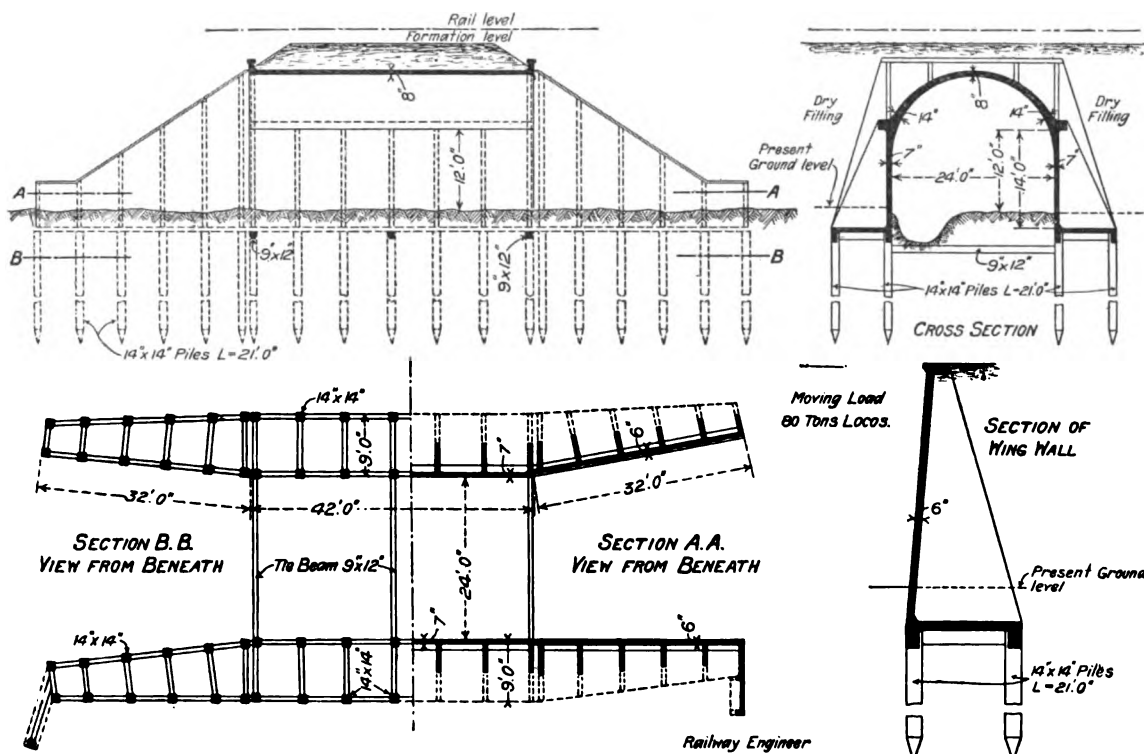 Rail level
Formation level
8"
12'.0"
A
A
B
B
9"x12"
9"x12"
14"x14" Piles L=21'.0"
Dry
Filling
Dry
Filling
8"
14"
14"
Present
Ground level
7"
7"
24'.0"
12'.0"
14'.0"
9"x12"
14"x14" Piles L=21'.0"
CROSS SECTION
14"x14"
9'.0"
7"
6"
32'.0"
42'.0"
32'.0"
SECTION B.B.
VIEW FROM BENEATH
Tie Beam 9"x12"
24'.0"
SECTION A.A.
VIEW FROM BENEATH
14"x14"
14"x14"
7"
9'.0"
6"
Railway Engineer
Moving Load
80 Tons Locos.
SECTION OF
WING WALL
6"
Present Ground
level
14"x14" Piles
L=21'.0"